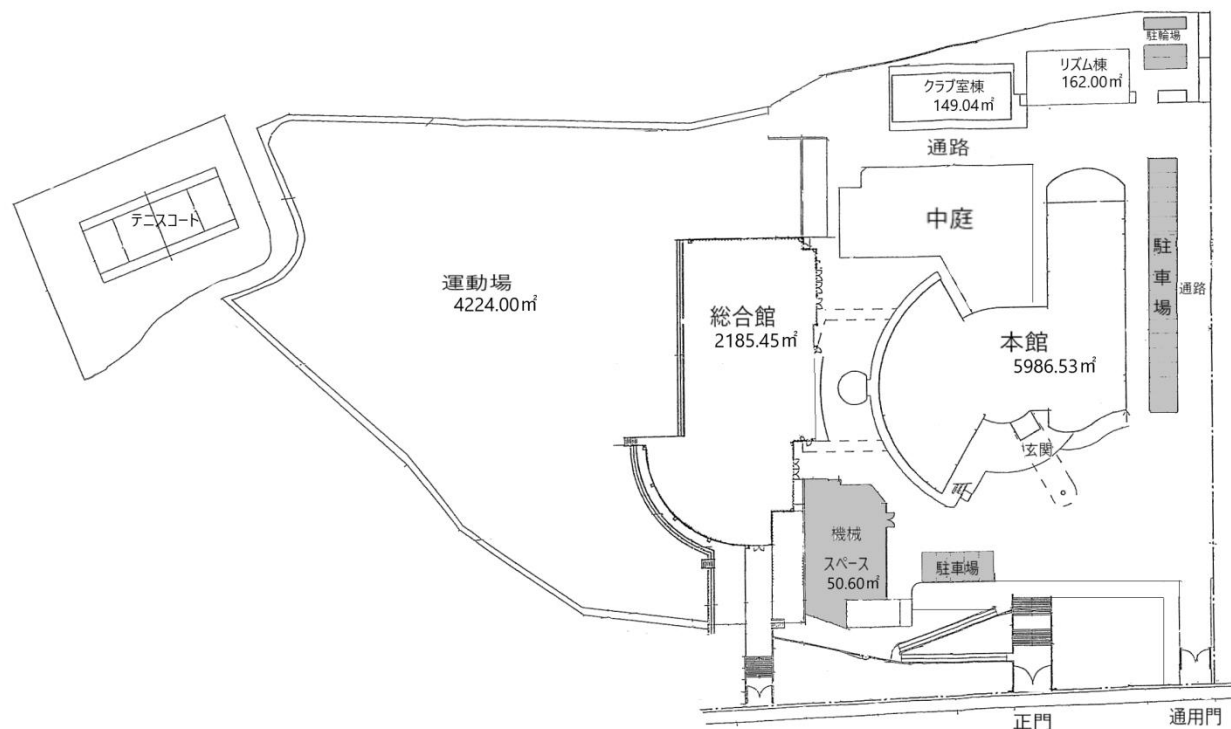 駐輪場
リズム棟
162.00㎡
クラブ室棟
149.04㎡
通路
テニスコート
中庭
駐車場
通路
運動場
4224.00㎡
総合館
2185.45㎡
本館
5986.53㎡
玄関
機械
スペース
50.60㎡
駐車場
正門
通用門